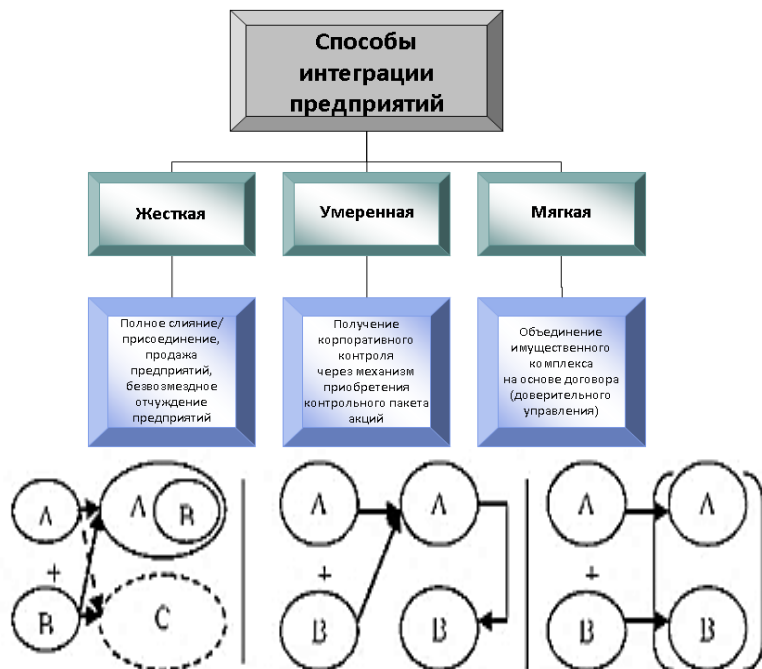 Способы
интеграции
предприятий
Жесткая
Умеренная
Мягкая
Полное слияние/
присоединение,
продажа
предприятий,
безвозмездное
отчуждение
предприятий
Получение
корпоративного
контроля
через механизм
приобретения
контрольного пакета
акций
Объединение
имущественного
комплекса
на основе договора
(доверительного
управления)
A
A
B
+
B
C
A
A
+
B
B
A
A
+
B
B